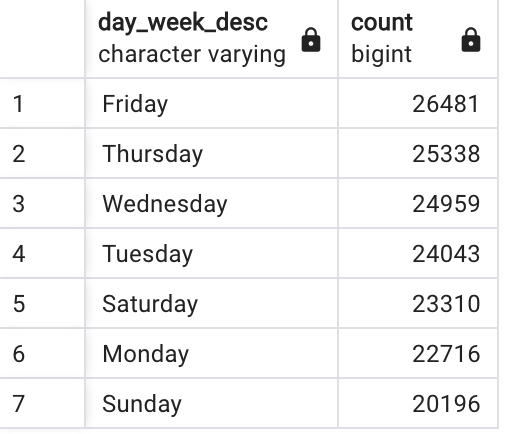 day_week_desc count
character varying bigint
1 Friday 26481
2 Thursday 25338
3 Wednesday 24959
4 Tuesday 24043
5 Saturday 23310
6 Monday 22716
7 Sunday 20196